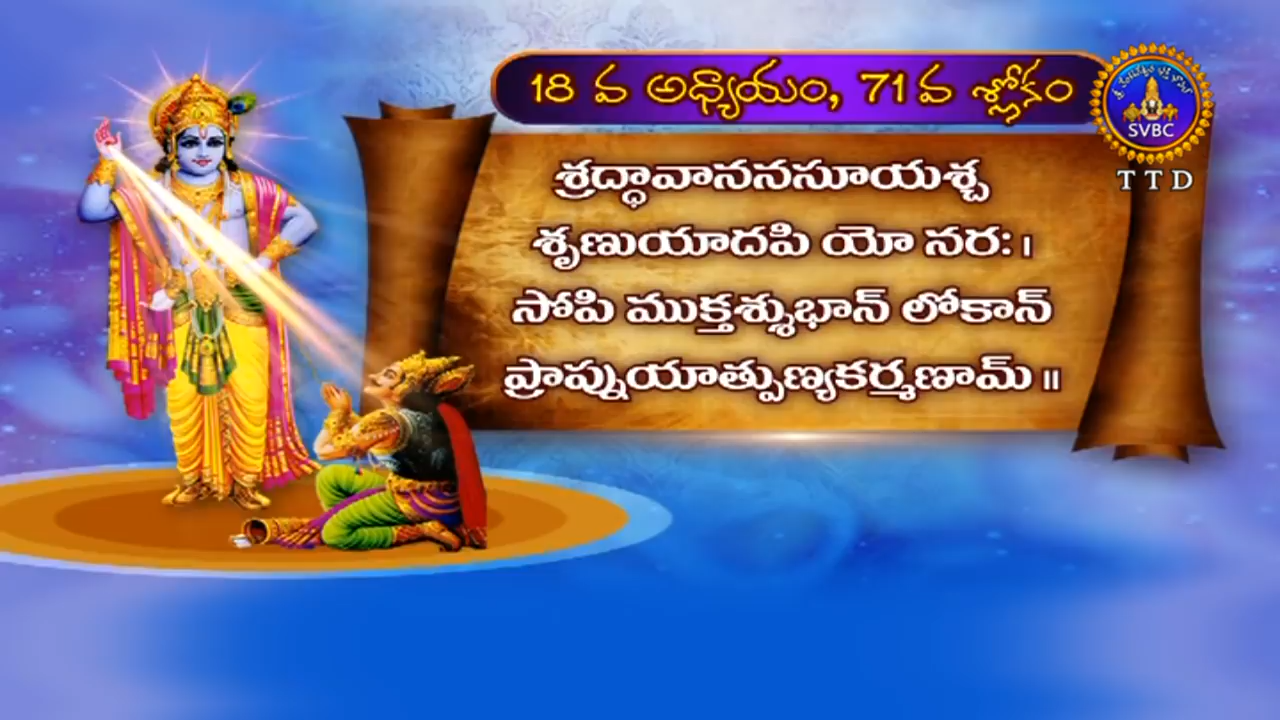 18 వ అధ్యాయం, 71 వ శ్లోకం
శ్రద్ధావాననసూయశ్చ
శృణుయాదపి యో నరః ।
సోపి ముక్తశ్శుభాన్ లోకాన్
ప్రాప్నుయాత్పుణ్యకర్మణామ్ ॥
SVBC
TTD